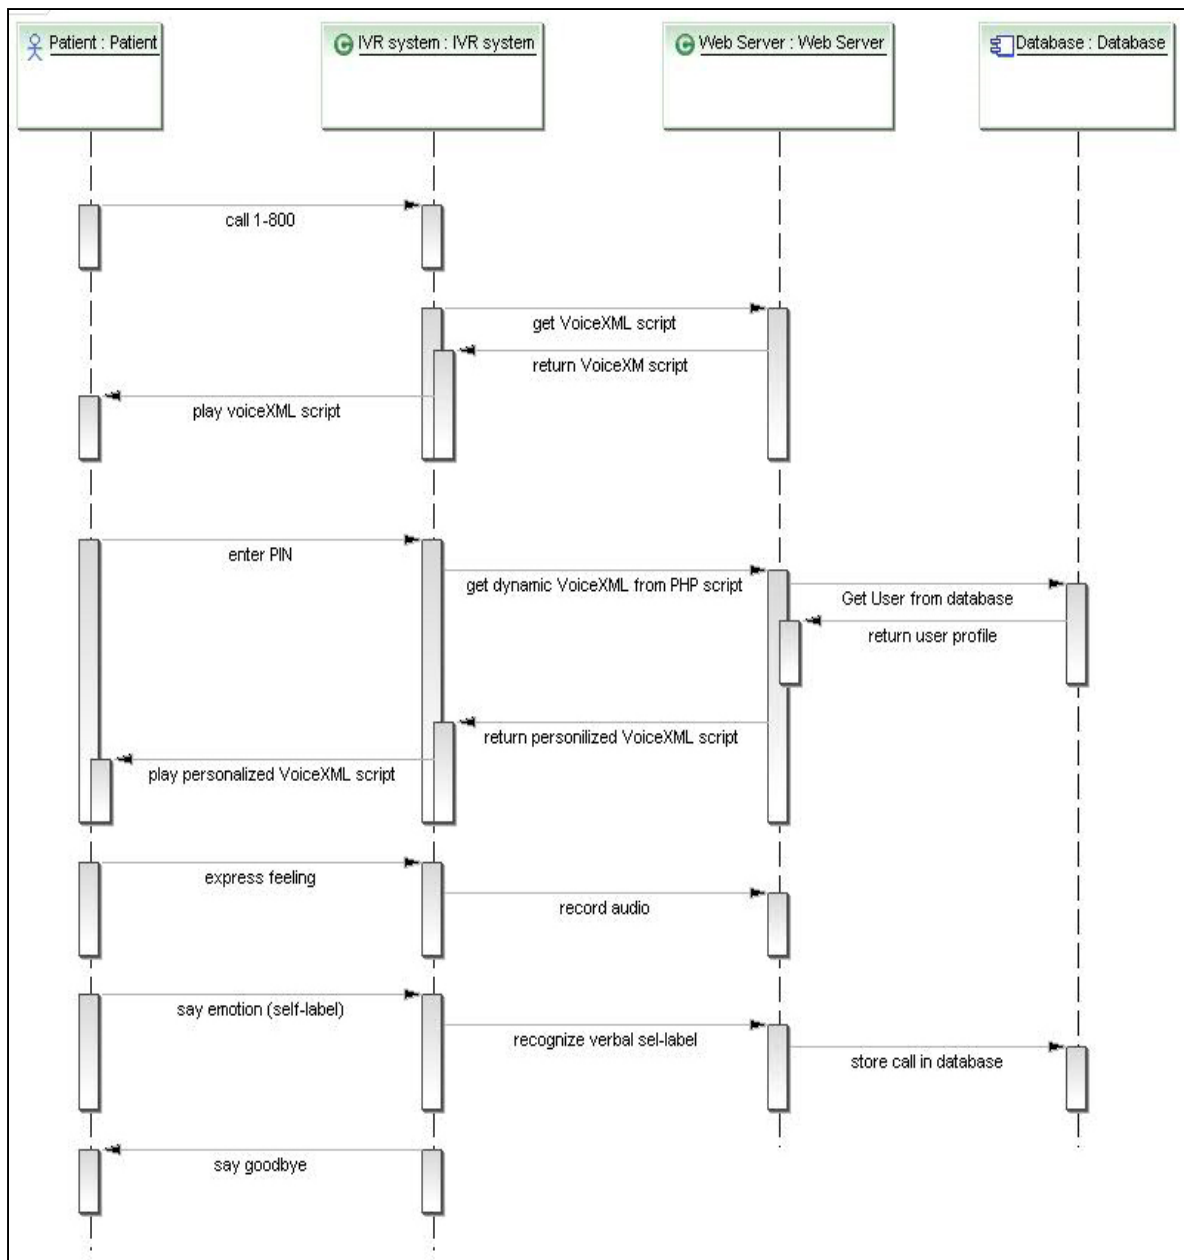 Patient : Patient
IVR system : IVR system
Web Server : Web Server
Database : Database
call 1-800
get VoiceXML script
return VoiceXM script
play voiceXML script
enter PIN
get dynamic VoiceXML from PHP script
Get User from database
return user profile
return personilized VoiceXML script
play personalized VoiceXML script
express feeling
record audio
say emotion (self-label)
recognize verbal sel-label
store call in database
say goodbye